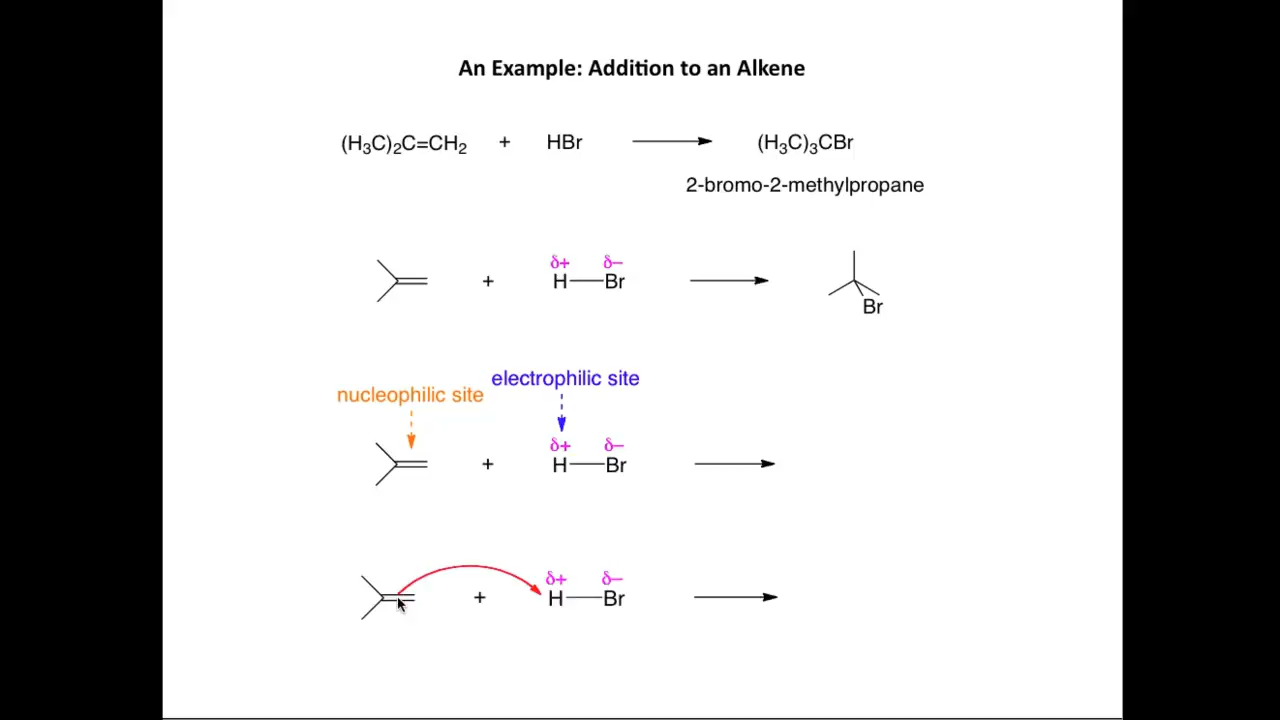 An Example: Addition to an Alkene
(H₃C)₂C=CH₂ + HBr (H₃C)₃CBr
2-bromo-2-methylpropane
δ+ δ−
+ H Br
Br
electrophilic site
nucleophilic site
δ+ δ−
+ H Br
δ+ δ−
+ H Br